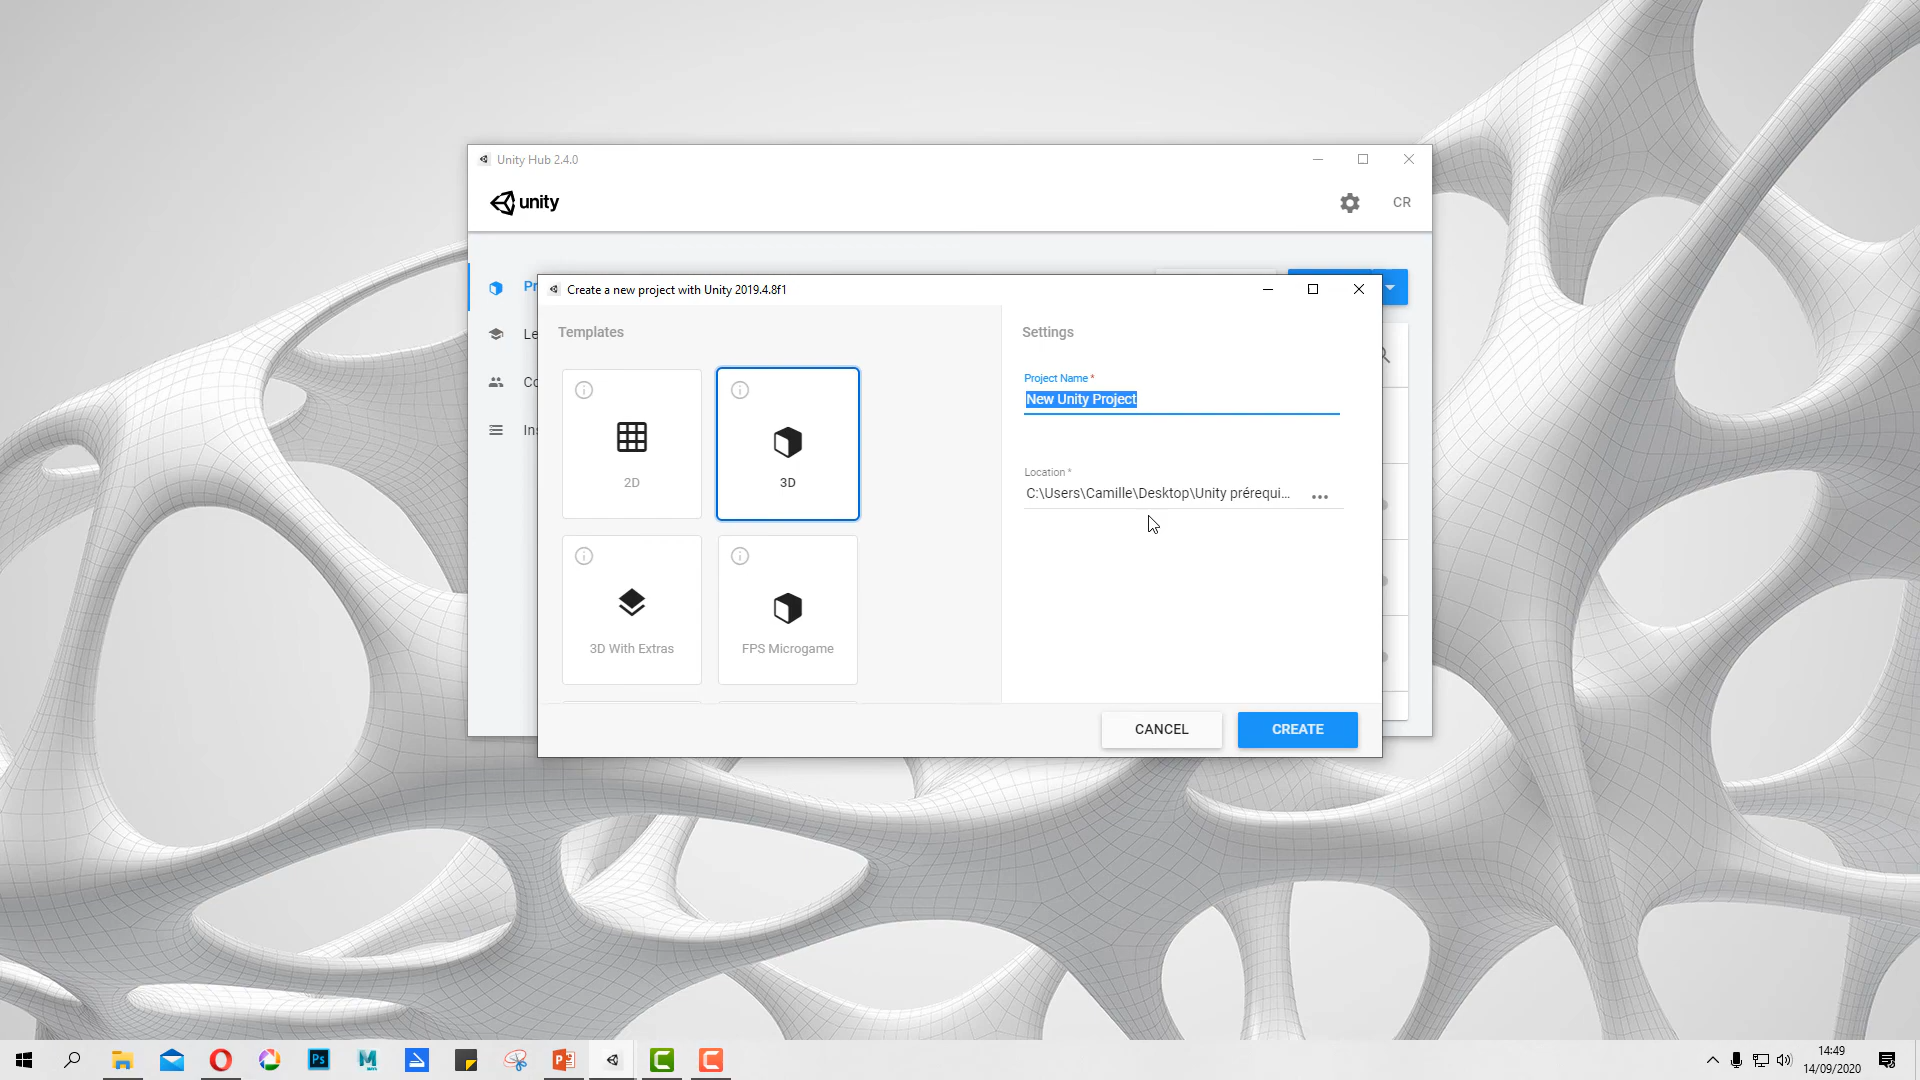 Unity Hub 2.4.0
unity
CR
Create a new project with Unity 2019.4.8f1
Templates
Settings
Project Name *
New Unity Project
Location *
C:\Users\Camille\Desktop\Unity prérequi...
2D
3D
3D With Extras
FPS Microgame
CANCEL
CREATE
Pr
Le
Co
Ins
Ps
M
14:49
14/09/2020